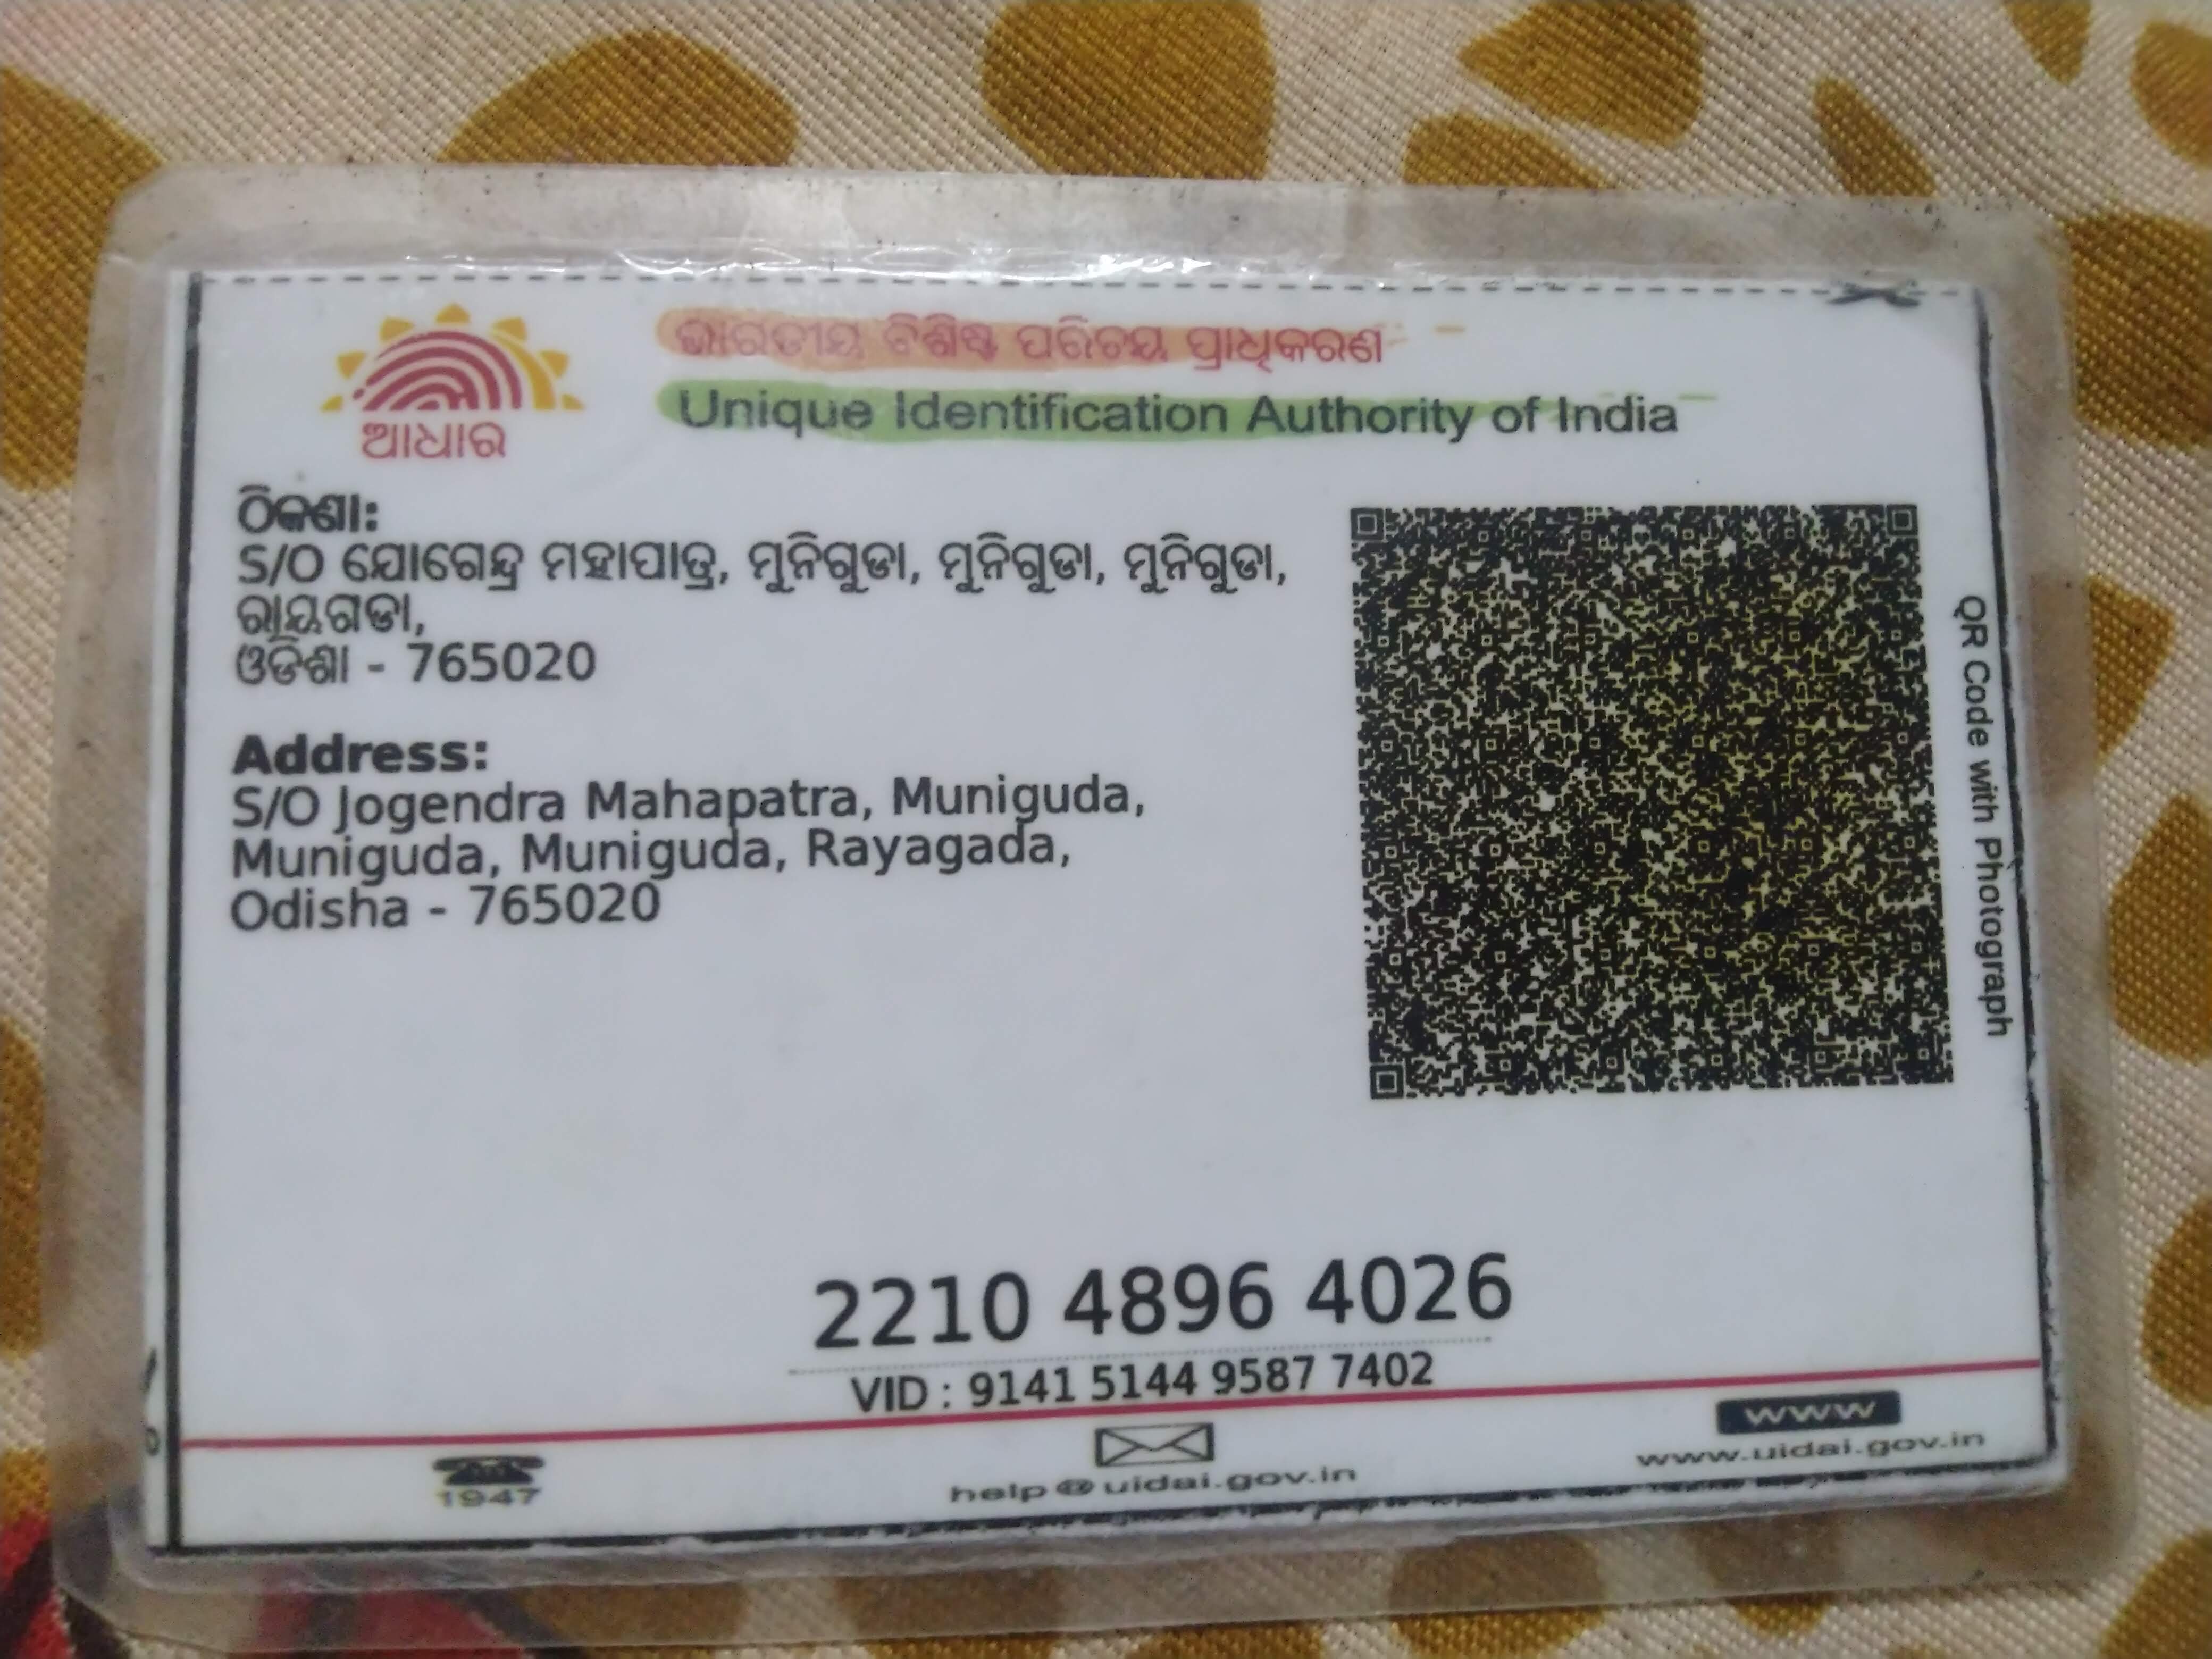 ଭାରତୀୟ ବିଶିଷ୍ଟ ପରିଚୟ ପ୍ରାଧିକରଣ
Unique Identification Authority of India
ଆଧାର
ଠିକଣା:
S/O ଯୋଗେନ୍ଦ୍ର ମହାପାତ୍ର, ମୁନିଗୁଡା, ମୁନିଗୁଡା, ମୁନିଗୁଡା,
ରାୟଗଡା,
ଓଡିଶା - 765020
Address:
S/O Jogendra Mahapatra, Muniguda,
Muniguda, Muniguda, Rayagada,
Odisha - 765020
QR Code with Photograph
2210 4896 4026
VID : 9141 5144 9587 7402
1947
help@uidai.gov.in
www
www.uidai.gov.in